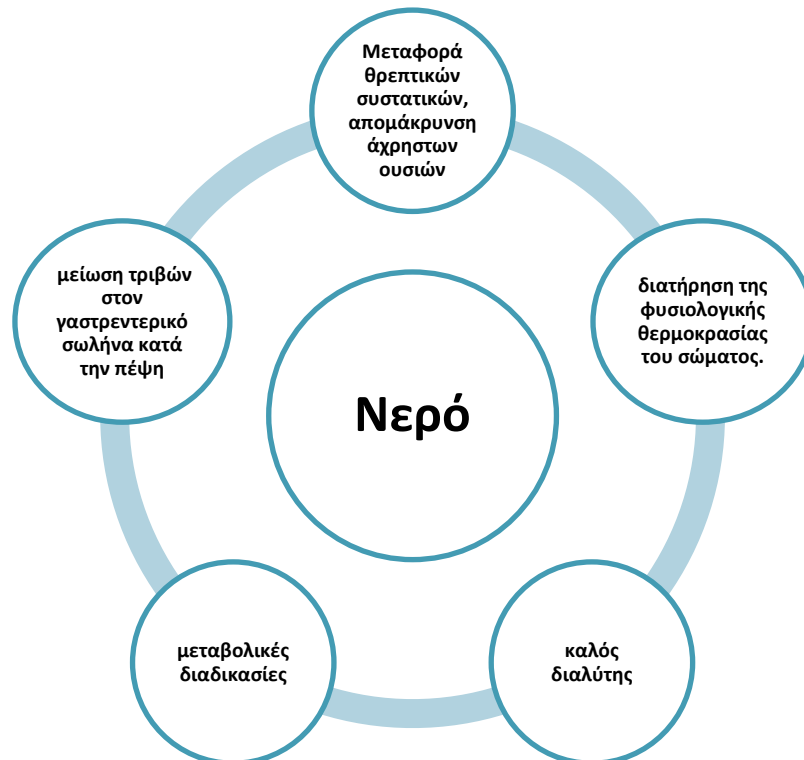 Μεταφορά
θρεπτικών
συστατικών,
απομάκρυνση
άχρηστων
ουσιών
μείωση τριβών
στον
γαστρεντερικό
σωλήνα κατά
την πέψη
διατήρηση της
φυσιολογικής
θερμοκρασίας
του σώματος.
Νερό
μεταβολικές
διαδικασίες
καλός
διαλύτης